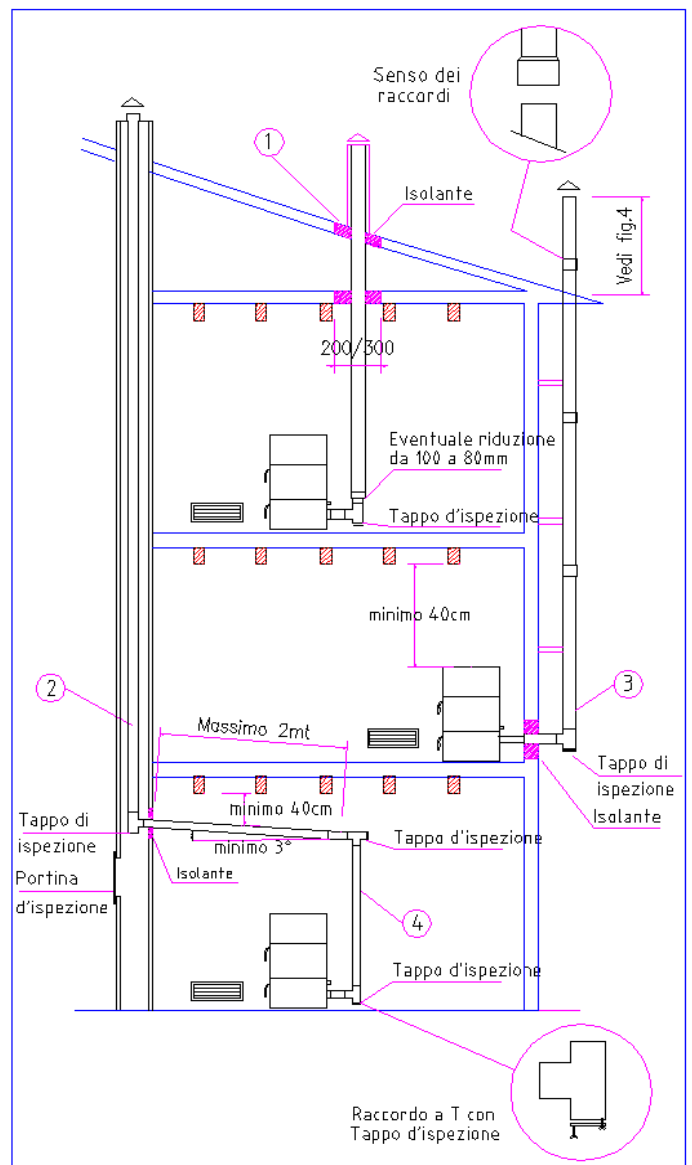 Senso dei
raccordi
1
Isolante
Vedi fig.4
200/300
Eventuale riduzione
da 100 a 80mm
Tappo d'ispezione
minimo 40cm
2
3
Massimo 2mt
Tappo di
ispezione
Isolante
minimo 40cm
Tappo di
ispezione
Tappo d'ispezione
minimo 3°
Isolante
Portina
d'ispezione
4
Tappo d'ispezione
Raccordo a T con
Tappo d'ispezione